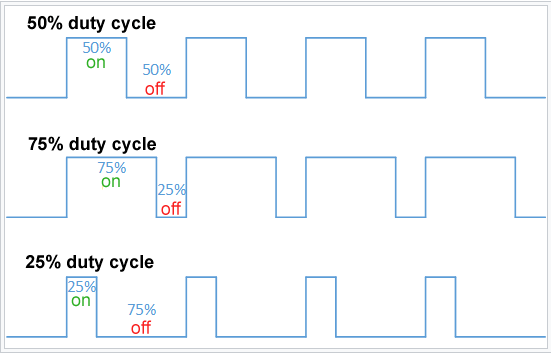 50% duty cycle
50%
on
50%
off
75% duty cycle
75%
on
25%
off
25% duty cycle
25%
on
75%
off